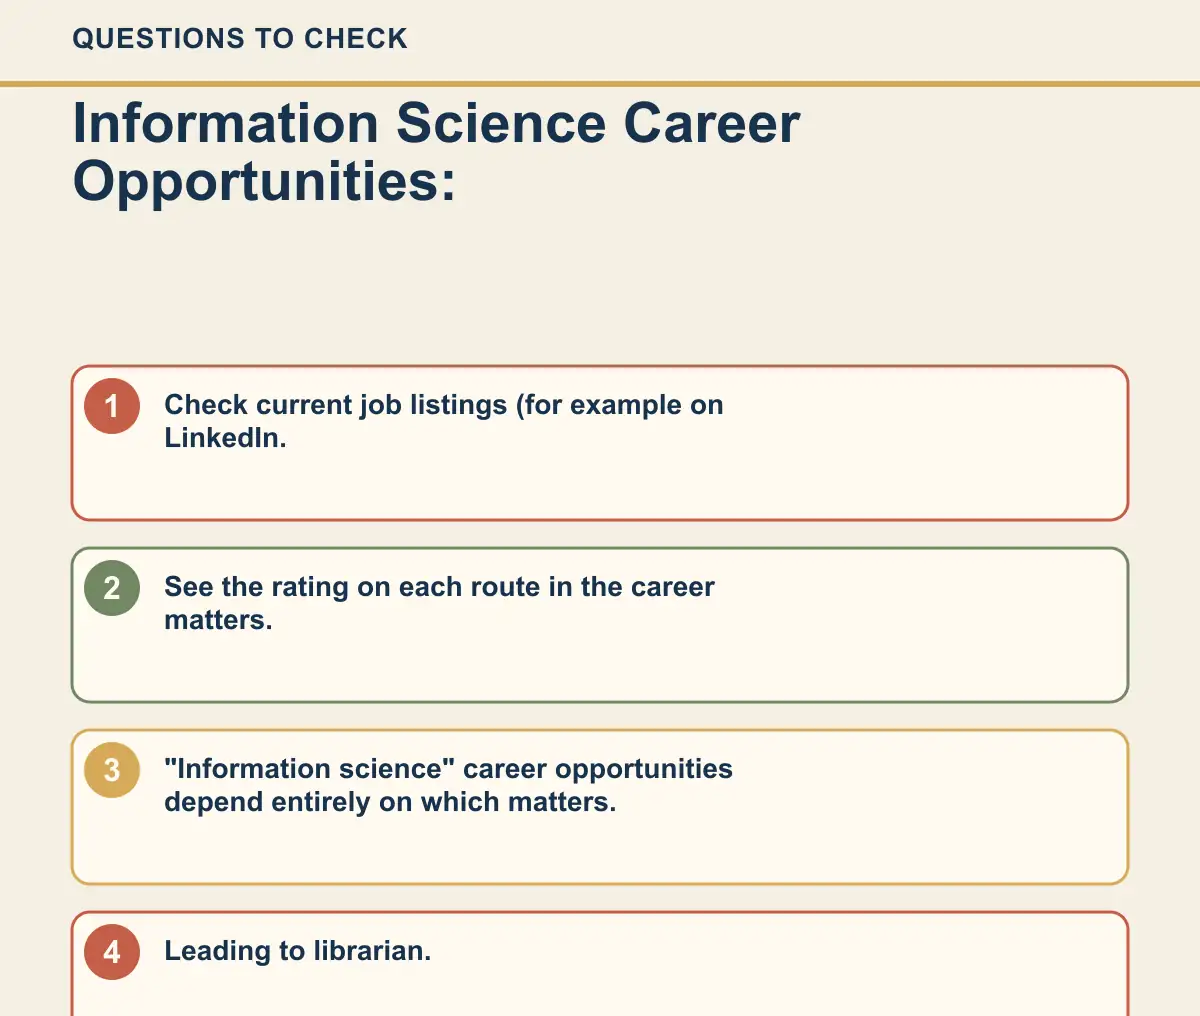 QUESTIONS TO CHECK
Information Science Career
Opportunities:
1
Check current job listings (for example on
LinkedIn.
2
See the rating on each route in the career
matters.
3
"Information science" career opportunities
depend entirely on which matters.
4
Leading to librarian.